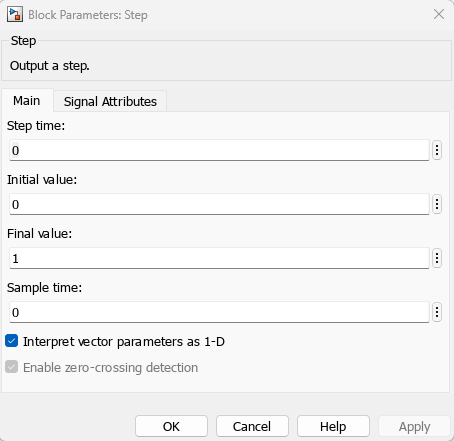 Block Parameters: Step
Step
Output a step.
Main Signal Attributes
Step time:
0
Initial value:
0
Final value:
1
Sample time:
0
Interpret vector parameters as 1-D
Enable zero-crossing detection
OK Cancel Help Apply